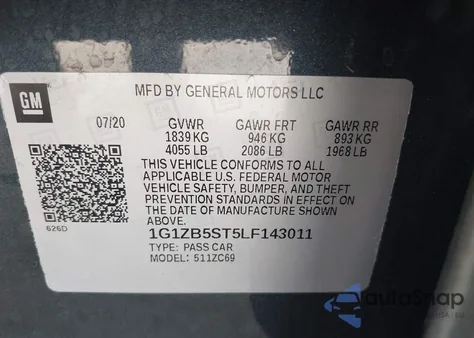 MFD BY GENERAL MOTORS LLC
GM
07/20 GVWR GAWR FRT GAWR RR
1839 KG 946 KG 893 KG
4055 LB 2086 LB 1968 LB
THIS VEHICLE CONFORMS TO ALL
APPLICABLE U.S. FEDERAL MOTOR
VEHICLE SAFETY, BUMPER, AND THEFT
PREVENTION STANDARDS IN EFFECT ON
THE DATE OF MANUFACTURE SHOWN
ABOVE.
626D
1G1ZB5ST5LF143011
TYPE: PASS CAR
MODEL: 511ZC69
autoSnap